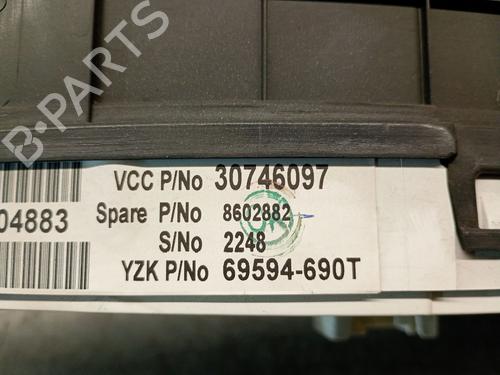 B-PARTS
VCC P/No 30746097
04883 Spare P/No 8602882
S/No 2248
YZK P/No 69594-690T